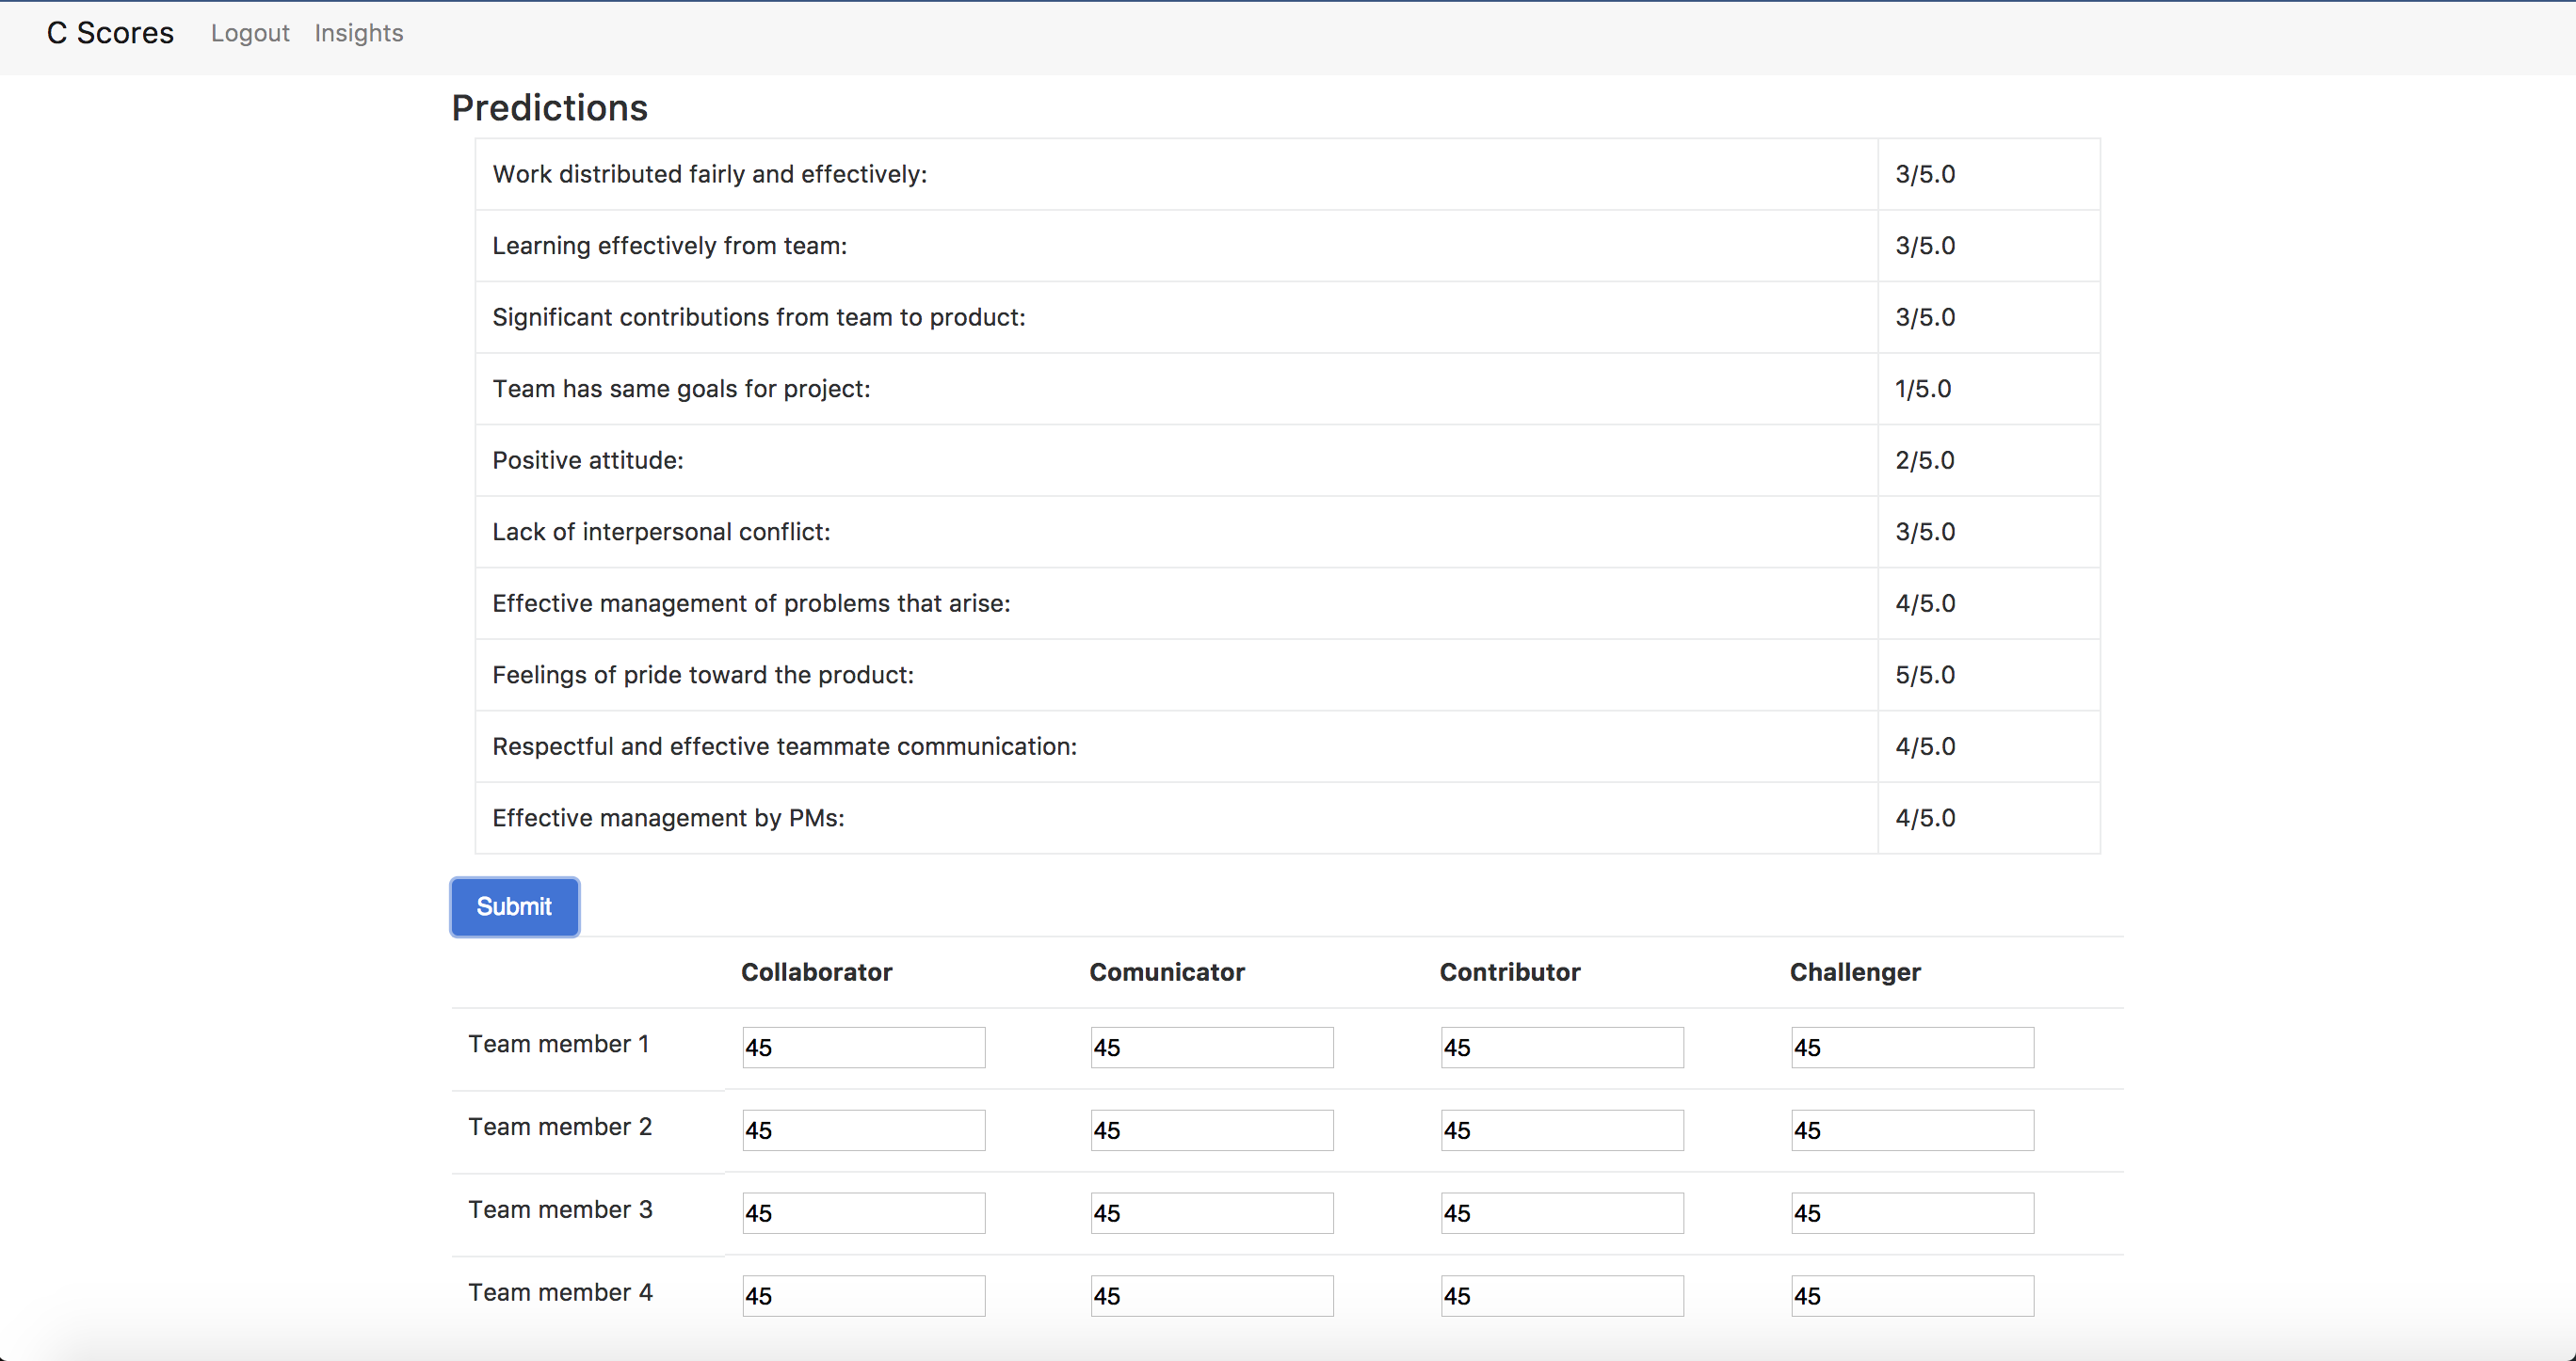 C Scores Logout Insights
Predictions
Work distributed fairly and effectively: 3/5.0
Learning effectively from team: 3/5.0
Significant contributions from team to product: 3/5.0
Team has same goals for project: 1/5.0
Positive attitude: 2/5.0
Lack of interpersonal conflict: 3/5.0
Effective management of problems that arise: 4/5.0
Feelings of pride toward the product: 5/5.0
Respectful and effective teammate communication: 4/5.0
Effective management by PMs: 4/5.0
Submit
Collaborator Comunicator Contributor Challenger
Team member 1 45 45 45 45
Team member 2 45 45 45 45
Team member 3 45 45 45 45
Team member 4 45 45 45 45